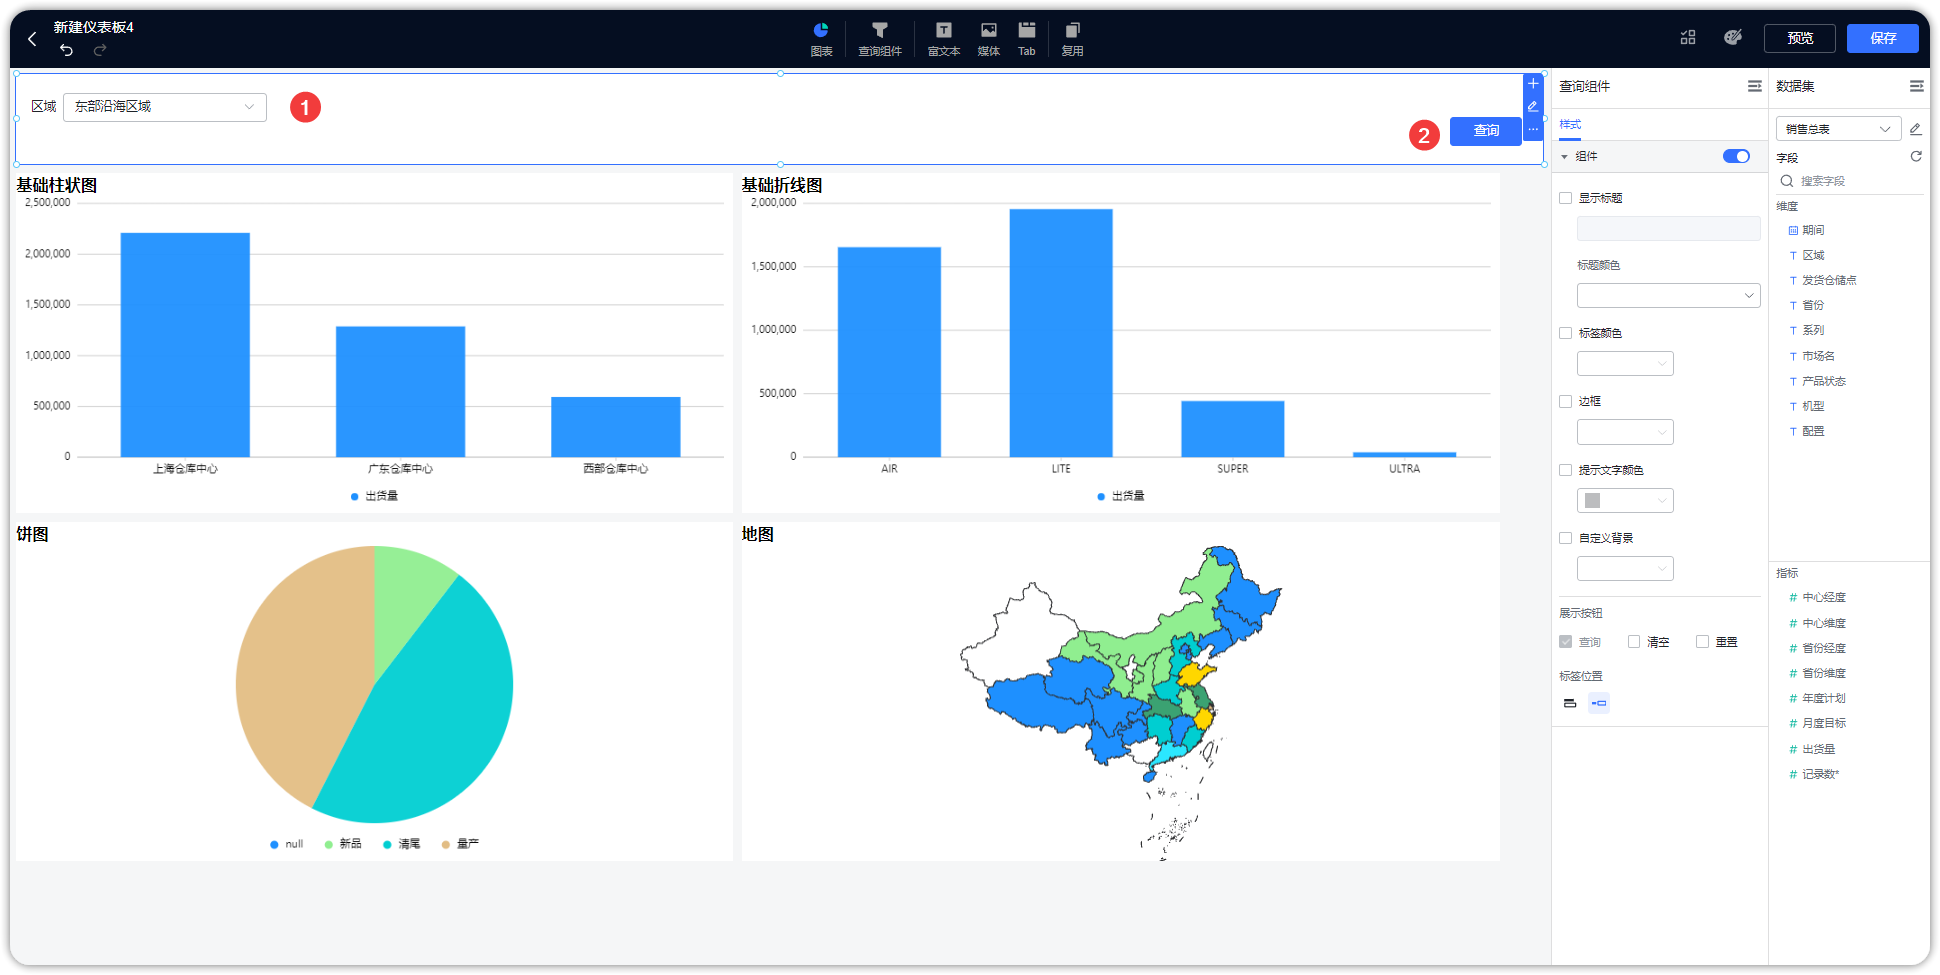 新建仪表板4
图表
查询组件
富文本
媒体
Tab
复用
预览
保存
区域
东部沿海区域
1
2
查询
基础柱状图
2,500,000
2,000,000
1,500,000
1,000,000
500,000
0
上海仓库中心
广东仓库中心
西部仓库中心
出货量
基础折线图
2,000,000
1,500,000
1,000,000
500,000
0
AIR
LITE
SUPER
ULTRA
出货量
饼图
null
新品
清尾
量产
地图
查询组件
样式
组件
显示标题
标题颜色
标签颜色
边框
提示文字颜色
自定义背景
展示按钮
查询
清空
重置
标签位置
数据集
销售总表
字段
搜索字段
维度
期间
区域
发货仓储点
省份
系列
市场名
产品状态
机型
配置
指标
# 中心经度
# 中心维度
# 省份经度
# 省份维度
# 年度计划
# 月度目标
# 出货量
# 记录数*